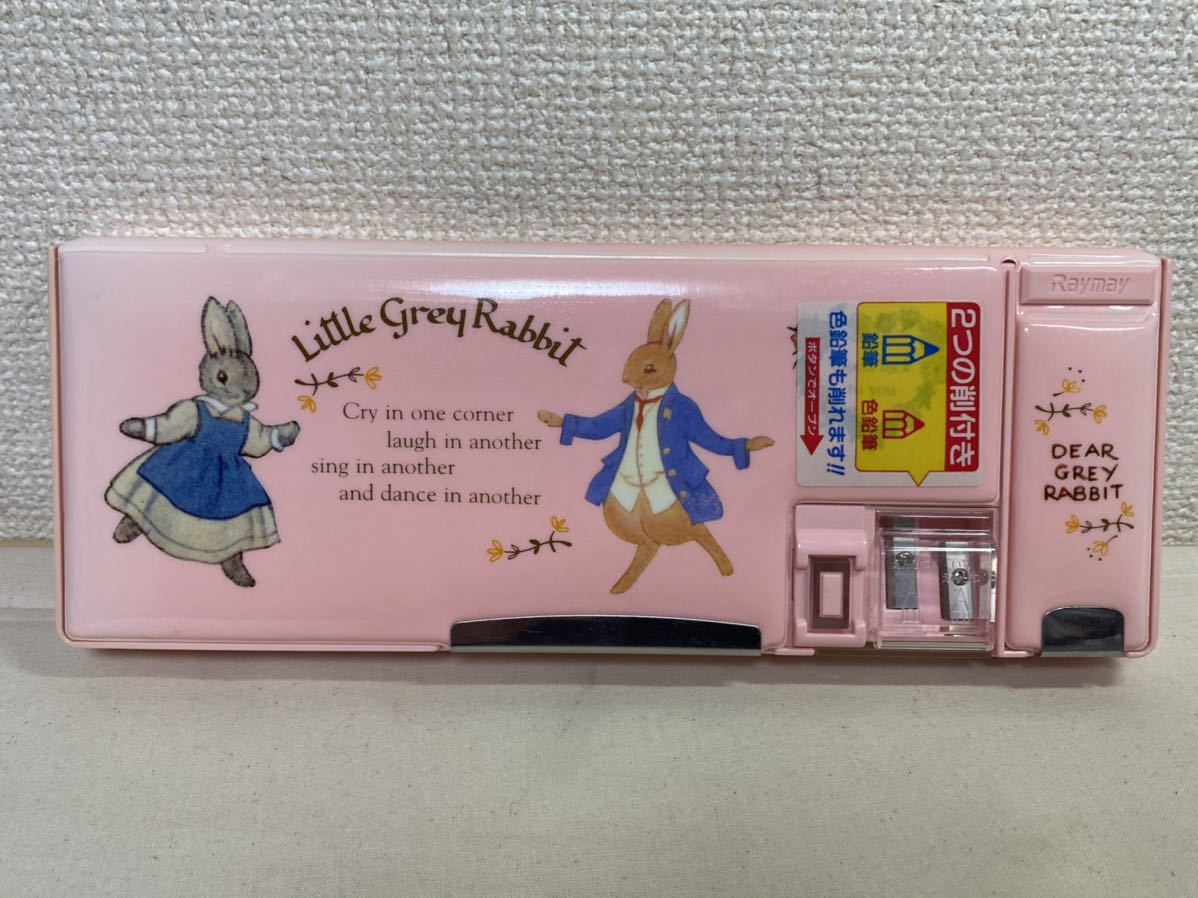 Little Grey Rabbit
Cry in one corner
laugh in another
sing in another
and dance in another
2つの削付き
鉛筆
色鉛筆
色鉛筆も削れます!!
ボタンでオープン
Raymay
DEAR
GREY
RABBIT